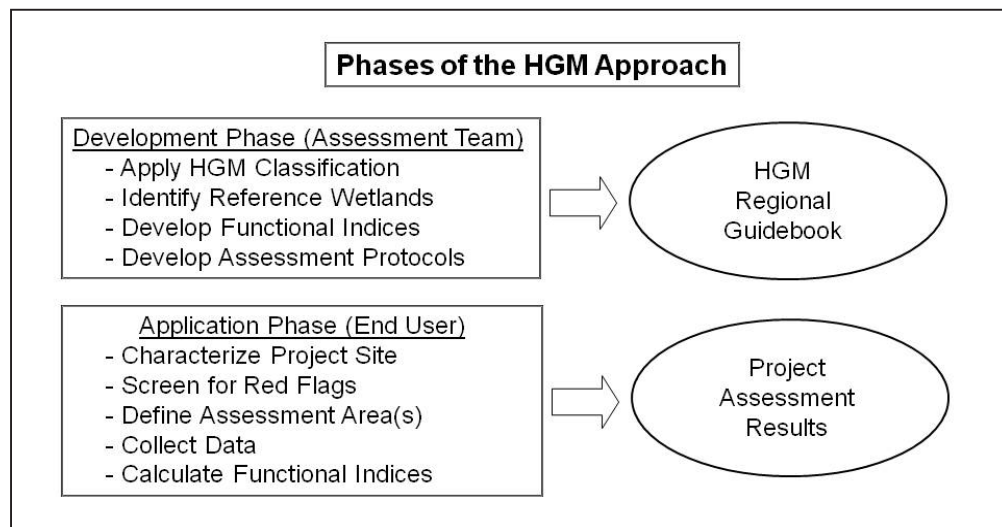 Phases of the HGM Approach
Development Phase (Assessment Team)
- Apply HGM Classification
- Identify Reference Wetlands
- Develop Functional Indices
- Develop Assessment Protocols
HGM
Regional
Guidebook
Application Phase (End User)
- Characterize Project Site
- Screen for Red Flags
- Define Assessment Area(s)
- Collect Data
- Calculate Functional Indices
Project
Assessment
Results